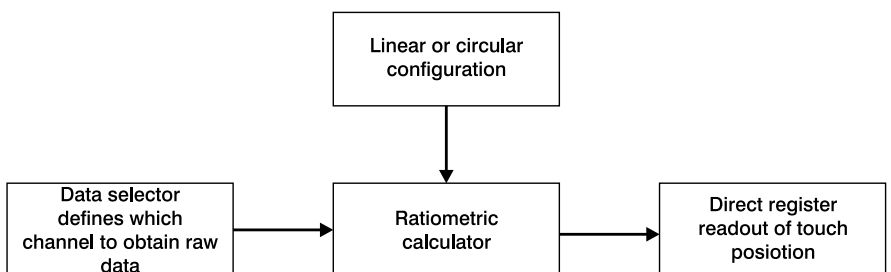 Linear or circular
configuration
Data selector
defines which
channel to obtain raw
data
Ratiometric
calculator
Direct register
readout of touch
posiotion